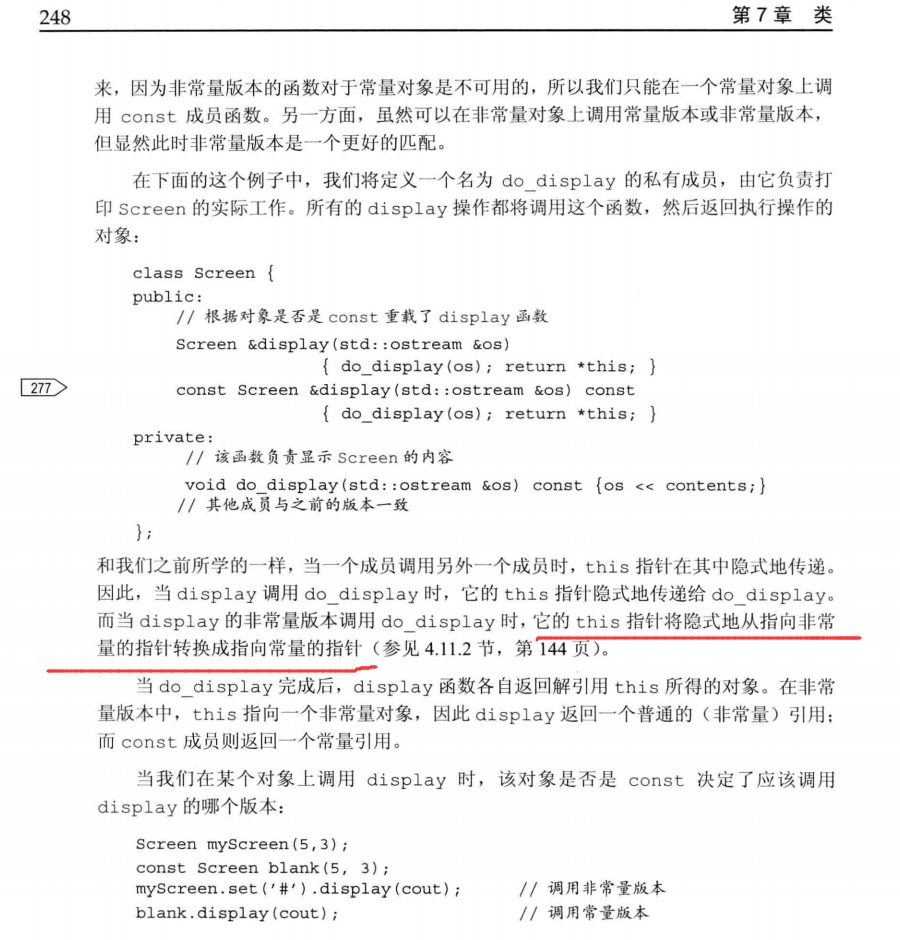 248
第 7 章 类
来，因为非常量版本的函数对于常量对象是不可用的，所以我们只能在一个常量对象上调
用 const 成员函数。另一方面，虽然可以在非常量对象上调用常量版本或非常量版本，
但显然此时非常量版本是一个更好的匹配。
在下面的这个例子中，我们将定义一个名为 do_display 的私有成员，由它负责打
印 Screen 的实际工作。所有的 display 操作都将调用这个函数，然后返回执行操作的
对象：
class Screen {
public:
// 根据对象是否是 const 重载了 display 函数
Screen &display(std::ostream &os)
{ do_display(os); return *this; }
277
const Screen &display(std::ostream &os) const
{ do_display(os); return *this; }
private:
// 该函数负责显示 Screen 的内容
void do_display(std::ostream &os) const {os << contents;}
// 其他成员与之前的版本一致
};
和我们之前所学的一样，当一个成员调用另外一个成员时，this 指针在其中隐式地传递。
因此，当 display 调用 do_display 时，它的 this 指针隐式地传递给 do_display。
而当 display 的非常量版本调用 do_display 时，它的 this 指针将隐式地从指向非常
量的指针转换成指向常量的指针（参见 4.11.2 节，第 144 页）。
当 do_display 完成后，display 函数各自返回解引用 this 所得的对象。在非常
量版本中，this 指向一个非常量对象，因此 display 返回一个普通的（非常量）引用；
而 const 成员则返回一个常量引用。
当我们在某个对象上调用 display 时，该对象是否是 const 决定了应该调用
display 的哪个版本：
Screen myScreen(5,3);
const Screen blank(5, 3);
myScreen.set('#').display(cout); // 调用非常量版本
blank.display(cout); // 调用常量版本